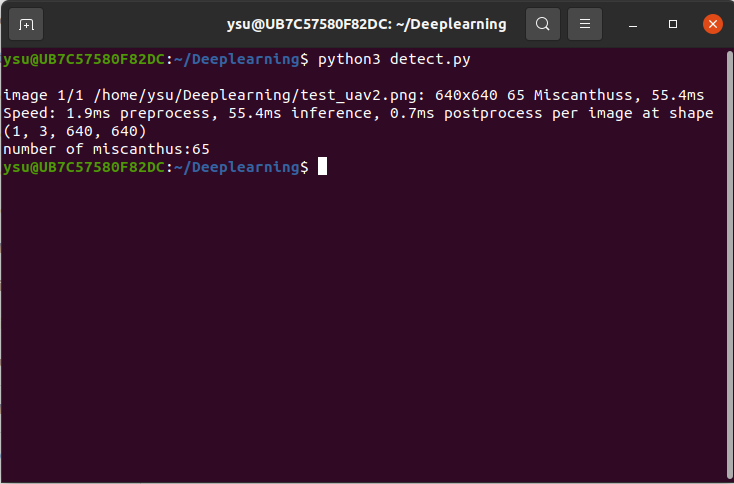 ysu@UB7C57580F82DC: ~/Deeplearning
ysu@UB7C57580F82DC:~/Deeplearning$ python3 detect.py
image 1/1 /home/ysu/Deeplearning/test_uav2.png: 640x640 65 Miscanthuss, 55.4ms
Speed: 1.9ms preprocess, 55.4ms inference, 0.7ms postprocess per image at shape
(1, 3, 640, 640)
number of miscanthus:65
ysu@UB7C57580F82DC:~/Deeplearning$